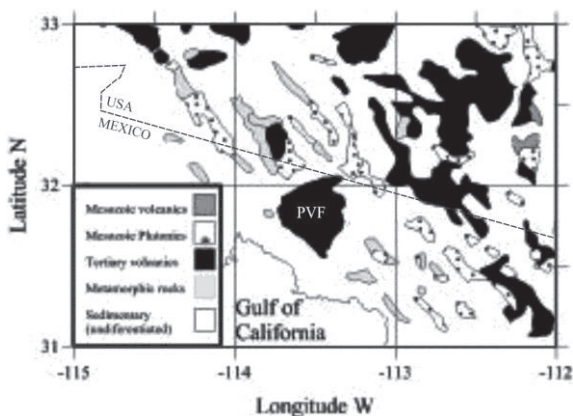 33
USA
MEXICO
Latitude N
32
PVF
Mesozoic volcanics
Mesozoic Plutonics
Tertiary volcanics
Metamorphic rocks
Sedimentary
(undiferentiated)
Gulf of
California
31
-115
-114
-113
-112
Longitude W